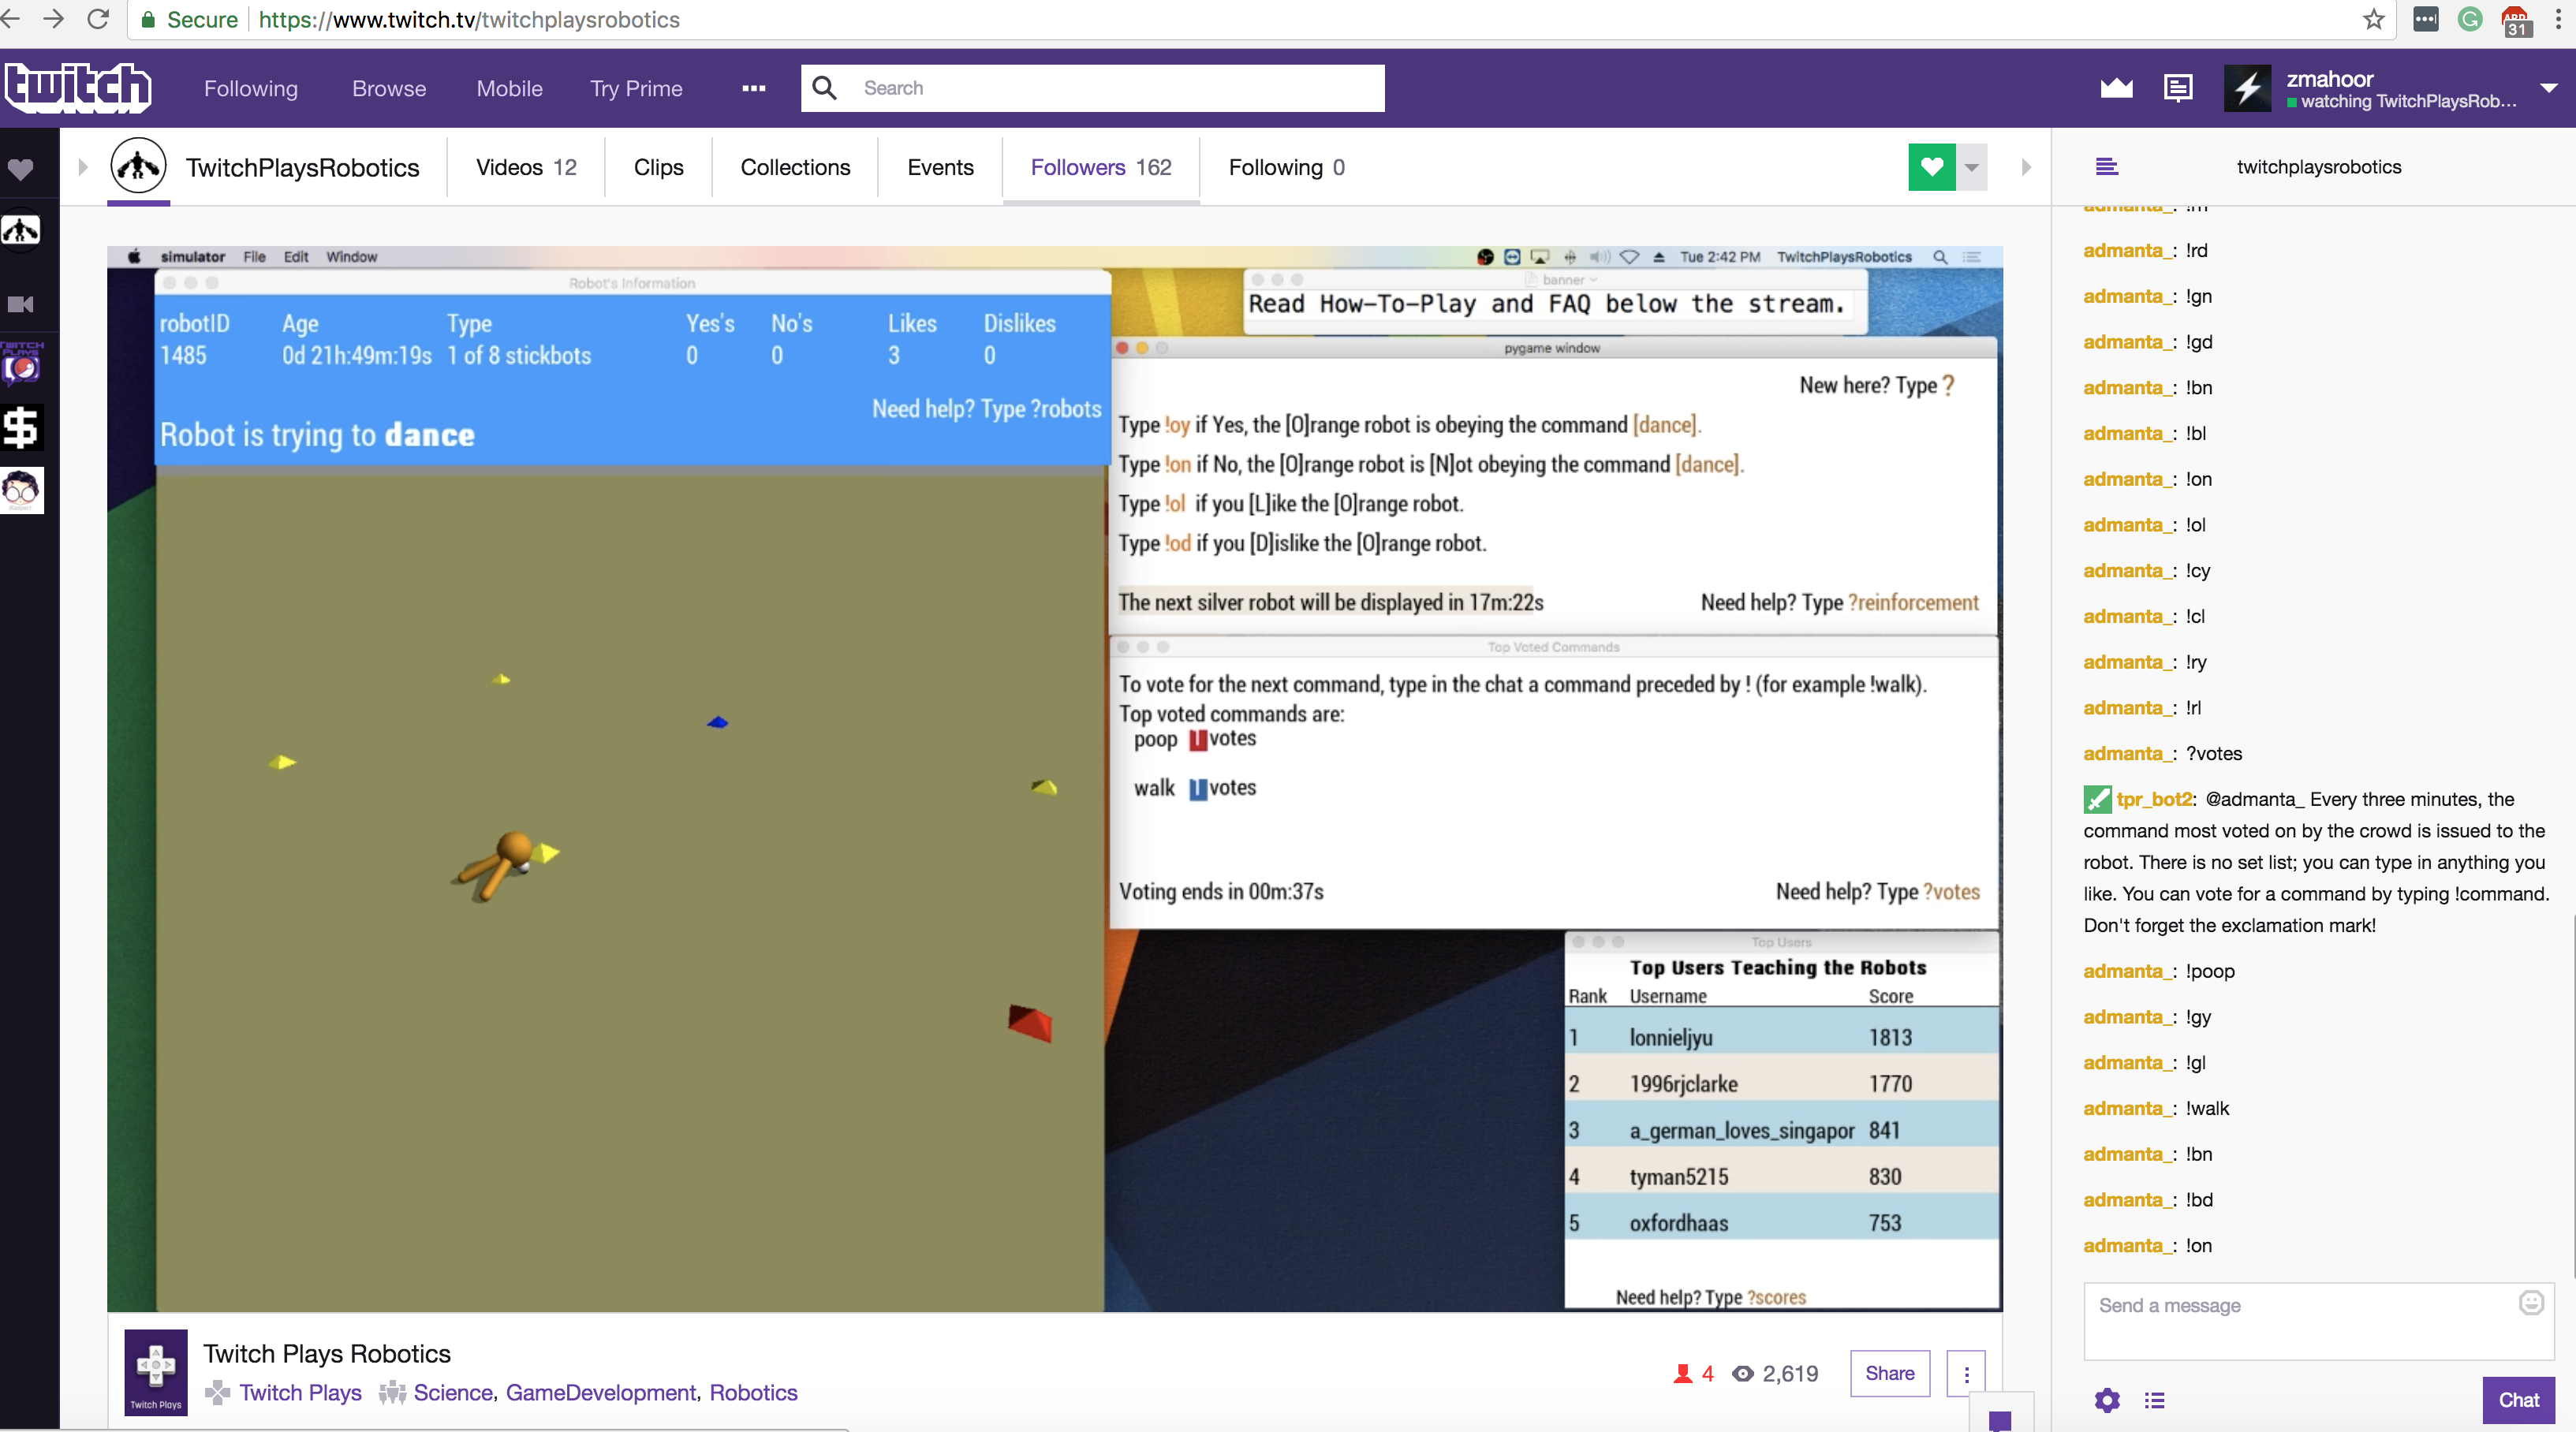 Secure https://www.twitch.tv/twitchplaysrobotics
ABP
31
twitch Following Browse Mobile Try Prime Search
zmahoor
watching TwitchPlaysRob...
TwitchPlaysRobotics Videos 12 Clips Collections Events Followers 162 Following 0
twitchplaysrobotics
simulator File Edit Window
Tue 2:42 PM TwitchPlaysRobotics
Robot's Information
robotID Age Type Yes's No's Likes Dislikes
1485 0d 21h:49m:19s 1 of 8 stickbots 0 0 3 0
Need help? Type ?robots
Robot is trying to dance
banner
Read How-To-Play and FAQ below the stream.
pygame window
New here? Type ?
Type !oy if Yes, the [O]range robot is obeying the command [dance].
Type !on if No, the [O]range robot is [N]ot obeying the command [dance].
Type !ol if you [L]ike the [O]range robot.
Type !od if you [D]islike the [O]range robot.
The next silver robot will be displayed in 17m:22s
Need help? Type ?reinforcement
Top Voted Commands
To vote for the next command, type in the chat a command preceded by ! (for example !walk).
Top voted commands are:
poop 1 votes
walk 1 votes
Voting ends in 00m:37s
Need help? Type ?votes
Top Users
Top Users Teaching the Robots
Rank Username Score
1 lonnieljyu 1813
2 1996rjclarke 1770
3 a_german_loves_singapor 841
4 tyman5215 830
5 oxfordhaas 753
Need help? Type ?scores
TWITCH
PLAYS
Twitch Plays
Twitch Plays Robotics
Twitch Plays Science, GameDevelopment, Robotics
4 2,619 Share
admanta_: !rd
admanta_: !gn
admanta_: !gd
admanta_: !bn
admanta_: !bl
admanta_: !on
admanta_: !ol
admanta_: !cy
admanta_: !cl
admanta_: !ry
admanta_: !rl
admanta_: ?votes
tpr_bot2: @admanta_ Every three minutes, the
command most voted on by the crowd is issued to the
robot. There is no set list; you can type in anything you
like. You can vote for a command by typing !command.
Don't forget the exclamation mark!
admanta_: !poop
admanta_: !gy
admanta_: !gl
admanta_: !walk
admanta_: !bn
admanta_: !bd
admanta_: !on
Send a message
Chat